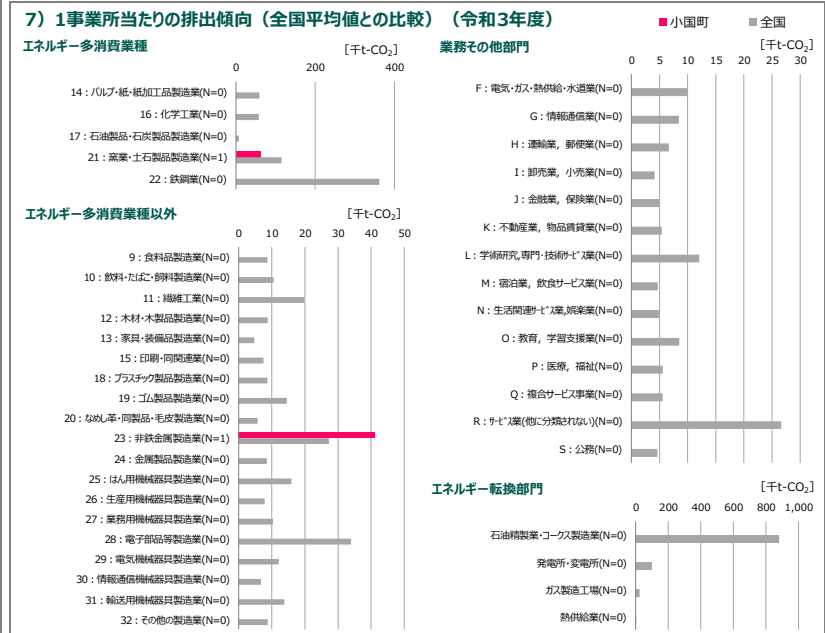 7）1事業所当たりの排出傾向（全国平均値との比較）（令和3年度）
小国町
全国
エネルギー多消費業種
［千t-CO₂］
0 200 400
14：パルプ・紙・紙加工品製造業(N=0)
16：化学工業(N=0)
17：石油製品・石炭製品製造業(N=0)
21：窯業・土石製品製造業(N=1)
22：鉄鋼業(N=0)
エネルギー多消費業種以外
［千t-CO₂］
0 10 20 30 40 50
9：食料品製造業(N=0)
10：飲料・たばこ・飼料製造業(N=0)
11：繊維工業(N=0)
12：木材・木製品製造業(N=0)
13：家具・装備品製造業(N=0)
15：印刷・同関連業(N=0)
18：プラスチック製品製造業(N=0)
19：ゴム製品製造業(N=0)
20：なめし革・同製品・毛皮製造業(N=0)
23：非鉄金属製造業(N=1)
24：金属製品製造業(N=0)
25：はん用機械器具製造業(N=0)
26：生産用機械器具製造業(N=0)
27：業務用機械器具製造業(N=0)
28：電子部品等製造業(N=0)
29：電気機械器具製造業(N=0)
30：情報通信機械器具製造業(N=0)
31：輸送用機械器具製造業(N=0)
32：その他の製造業(N=0)
業務その他部門
［千t-CO₂］
0 5 10 15 20 25 30
F：電気・ガス・熱供給・水道業(N=0)
G：情報通信業(N=0)
H：運輸業，郵便業(N=0)
I：卸売業，小売業(N=0)
J：金融業，保険業(N=0)
K：不動産業，物品賃貸業(N=0)
L：学術研究,専門・技術ｻｰﾋﾞｽ業(N=0)
M：宿泊業，飲食サービス業(N=0)
N：生活関連ｻｰﾋﾞｽ業,娯楽業(N=0)
O：教育，学習支援業(N=0)
P：医療，福祉(N=0)
Q：複合サービス事業(N=0)
R：ｻｰﾋﾞｽ業(他に分類されない)(N=0)
S：公務(N=0)
エネルギー転換部門
［千t-CO₂］
0 200 400 600 800 1,000
石油精製業・コークス製造業(N=0)
発電所・変電所(N=0)
ガス製造工場(N=0)
熱供給業(N=0)